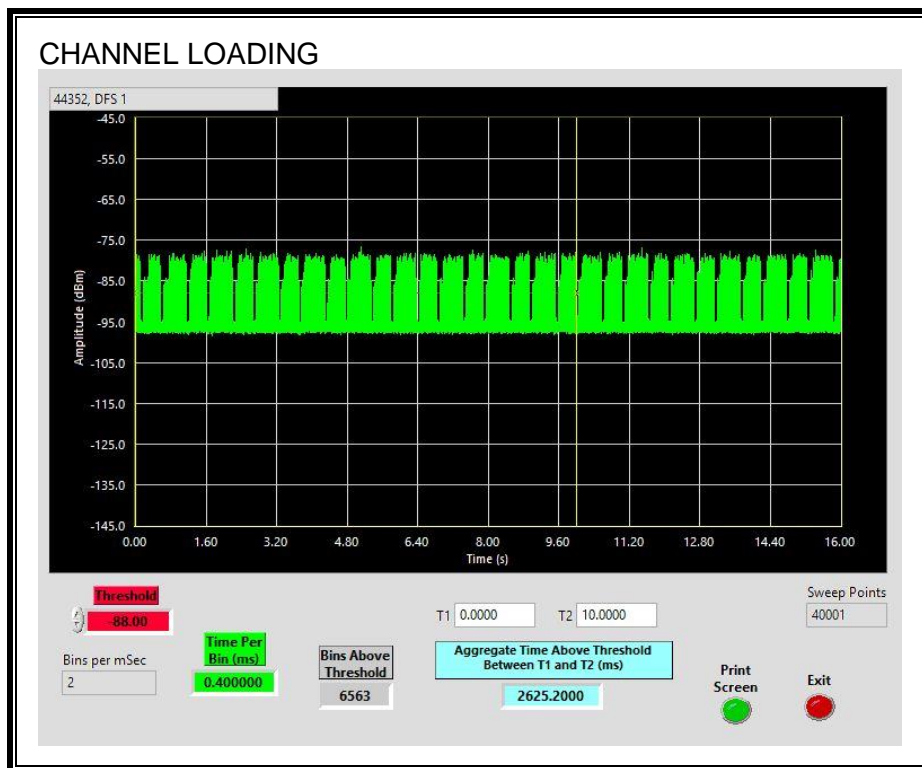 CHANNEL LOADING
44352, DFS 1
-45.0
-55.0
-65.0
-75.0
-85.0
-95.0
-105.0
-115.0
-125.0
-135.0
-145.0
Amplitude (dBm)
0.00 1.60 3.20 4.80 6.40 8.00 9.60 11.20 12.80 14.40 16.00
Time (s)
Threshold
-88.00
Bins per mSec
2
Time Per
Bin (ms)
0.400000
Bins Above
Threshold
6563
T1 0.0000 T2 10.0000
Aggregate Time Above Threshold
Between T1 and T2 (ms)
2625.2000
Sweep Points
40001
Print
Screen
Exit